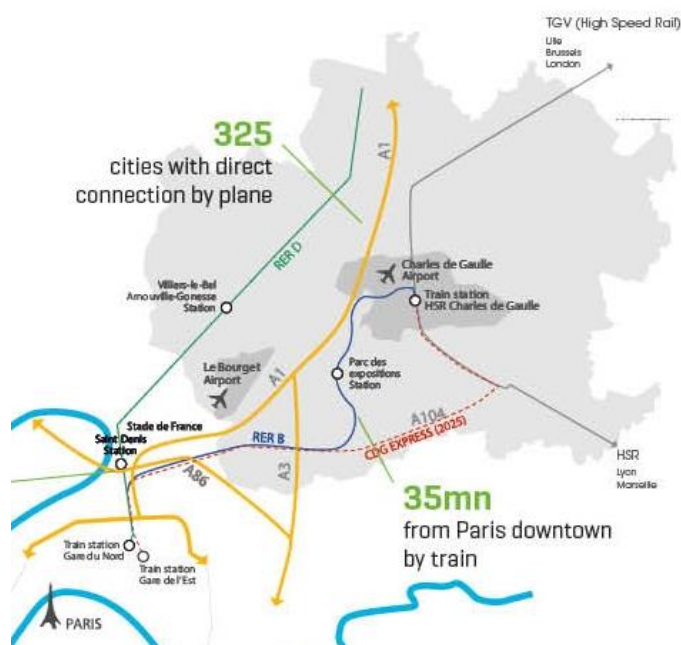 TGV (High Speed Rail)
Lille
Brussels
London
325
cities with direct
connection by plane
A1
RER D
Charles de Gaulle
Airport
Train station
HSR Charles de Gaulle
Villiers-le-Bel
Arnouville-Gonesse
Station
Le Bourget
Airport
A1
Parc des
expositions
Station
Stade de France
Saint Denis
Station
RER B
A104
CDG EXPRESS (2025)
A86
A3
HSR
Lyon
Marseille
35mn
from Paris downtown
by train
Train station
Gare du Nord
Train station
Gare de l'Est
PARIS